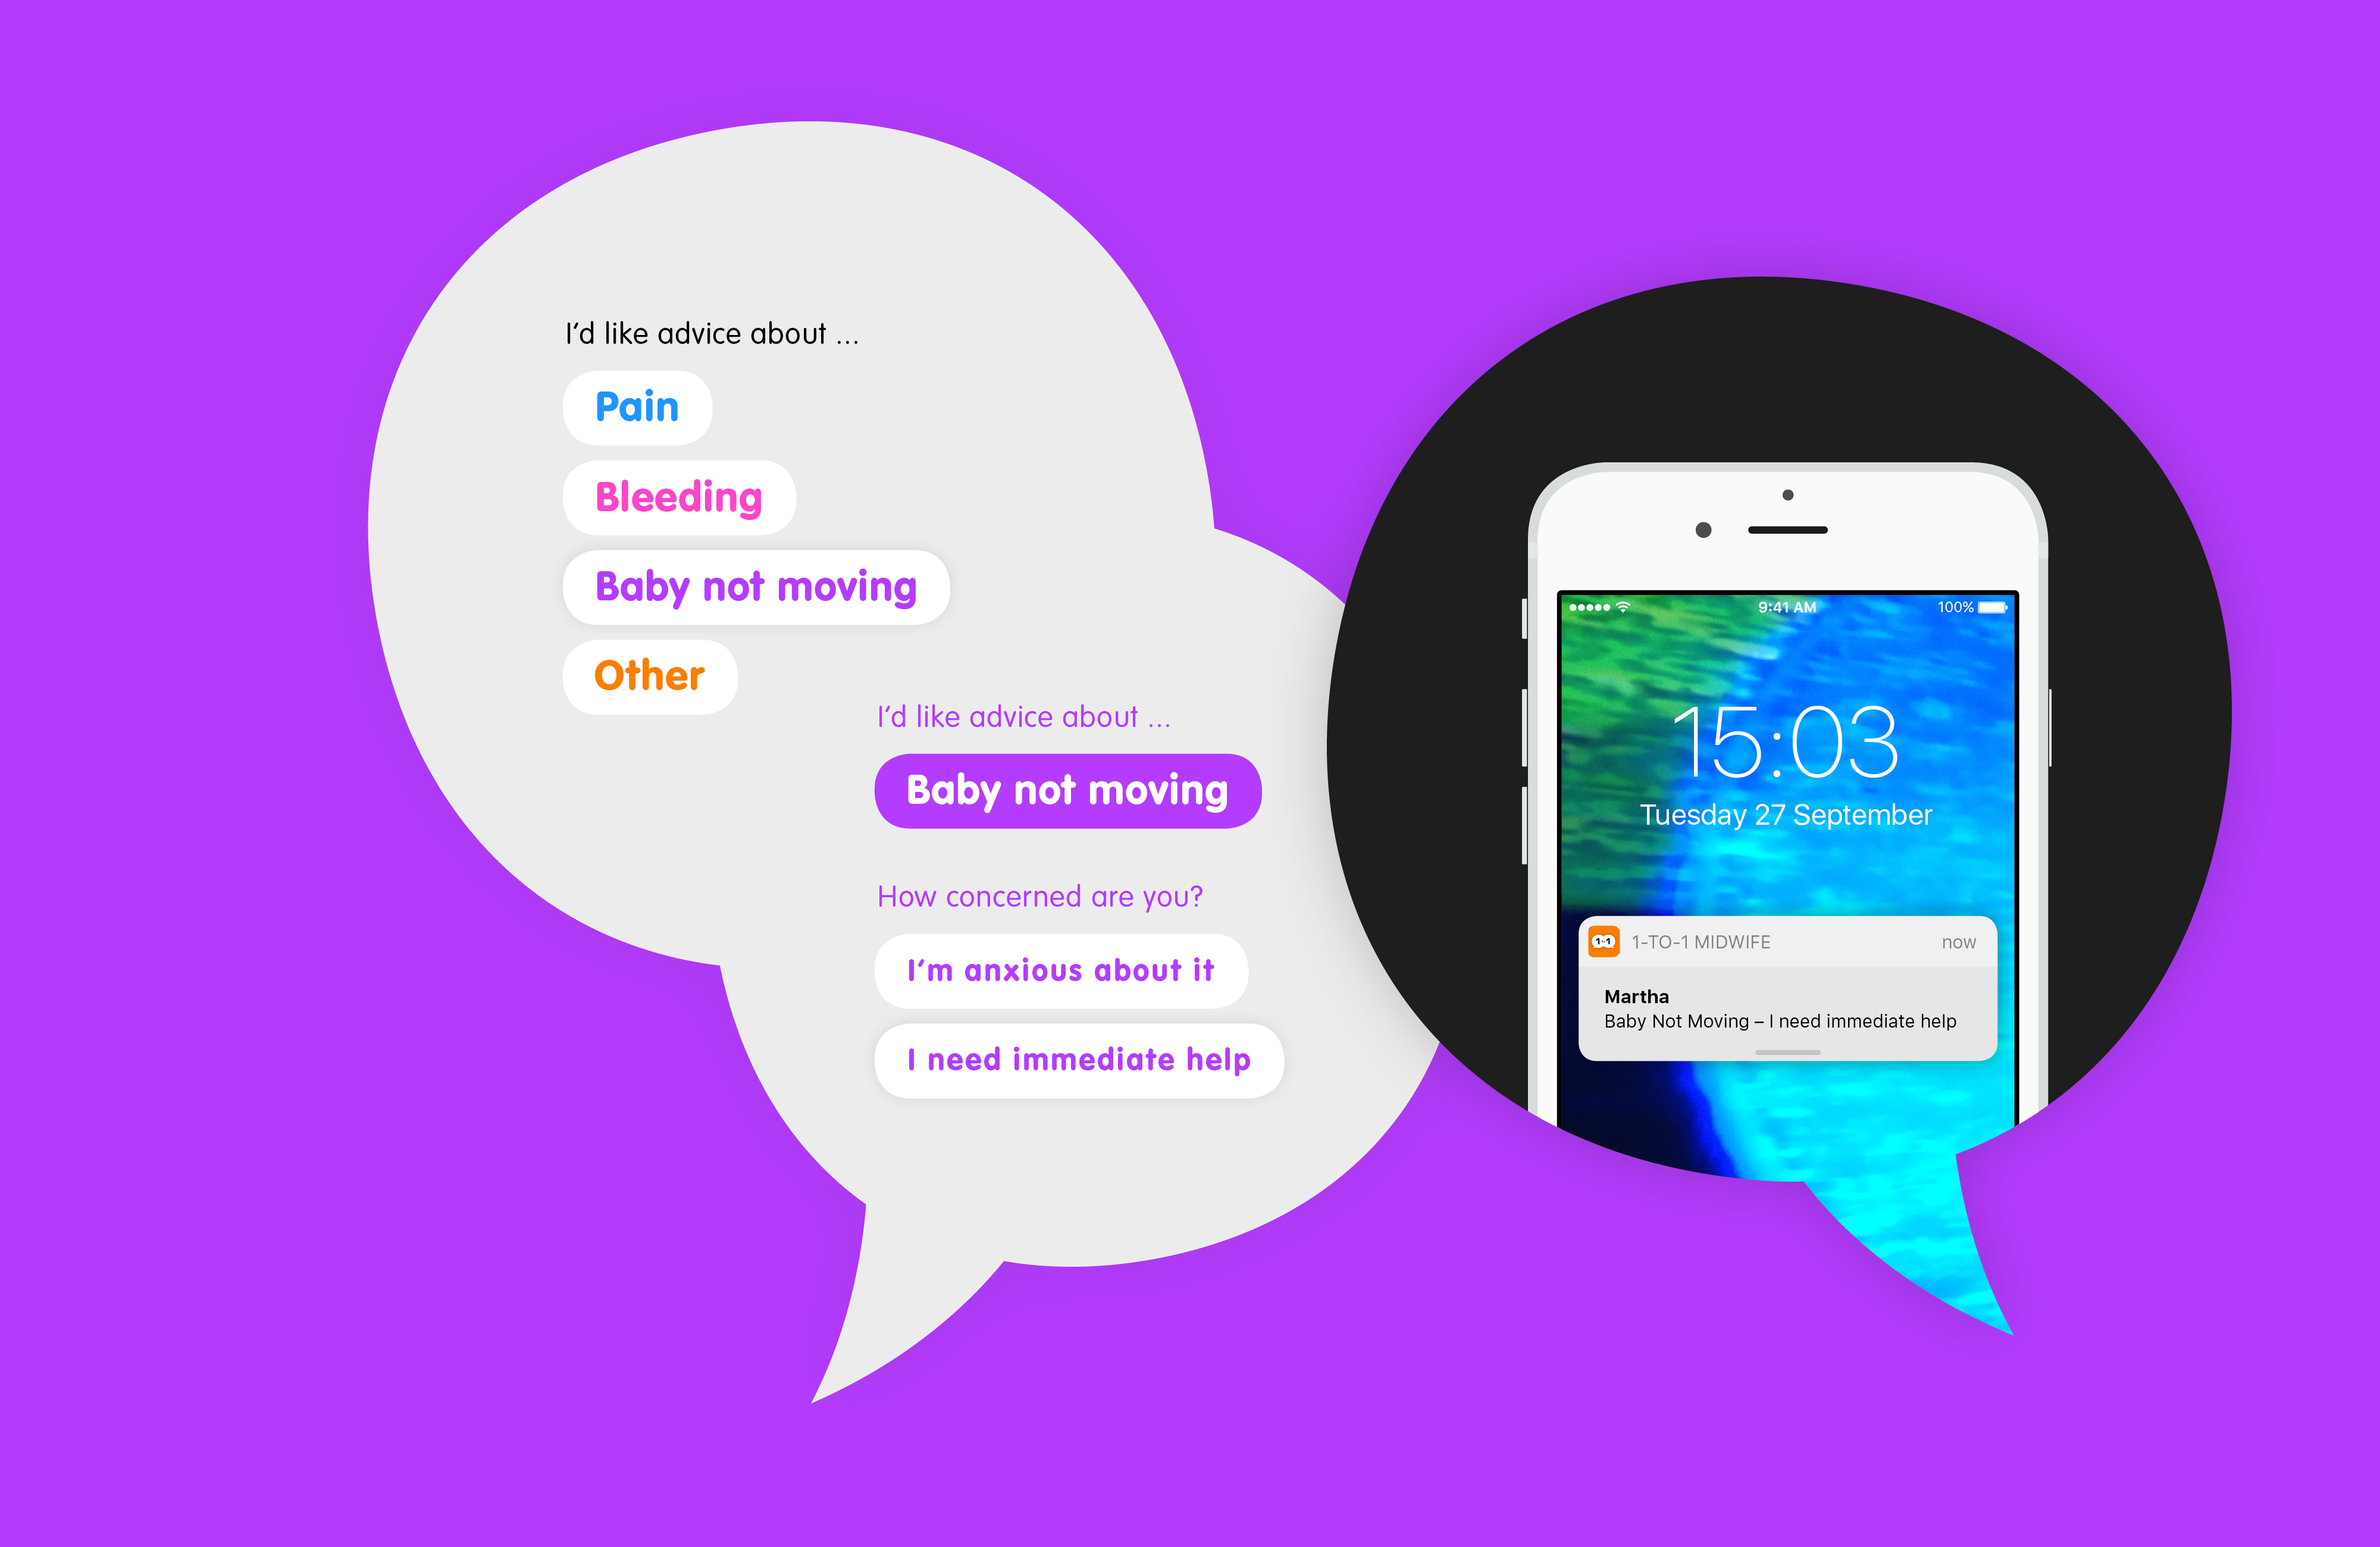 I'd like advice about ...
Pain
Bleeding
Baby not moving
Other
I'd like advice about ...
Baby not moving
How concerned are you?
I'm anxious about it
I need immediate help
9:41 AM 100%
15:03
Tuesday 27 September
1-TO-1 MIDWIFE now
Martha
Baby Not Moving – I need immediate help